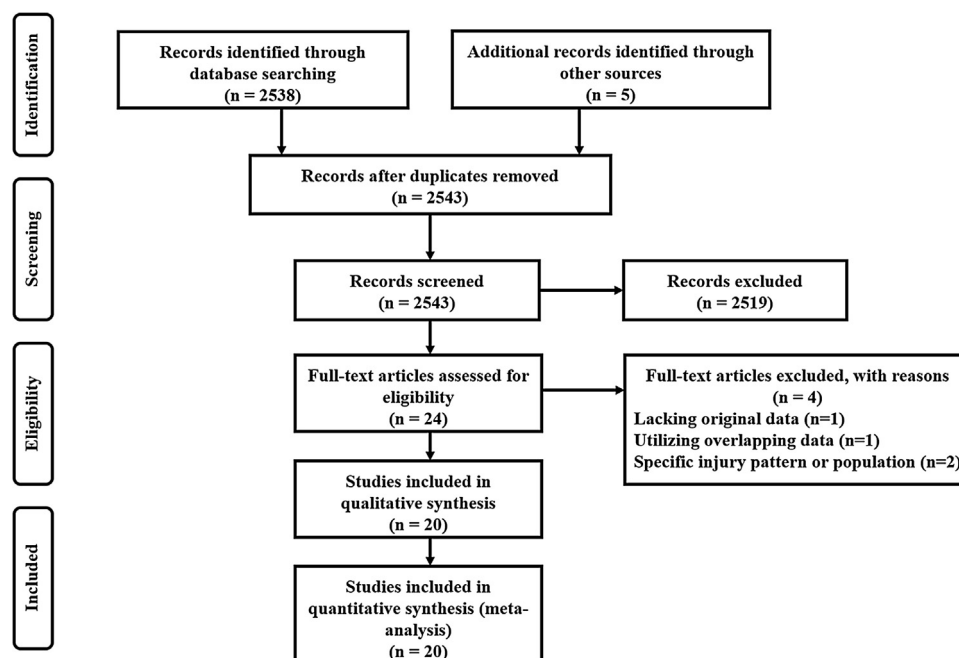 Identification
Records identified through
database searching
(n = 2538)
Additional records identified through
other sources
(n = 5)
Records after duplicates removed
(n = 2543)
Screening
Records screened
(n = 2543)
Records excluded
(n = 2519)
Eligibility
Full-text articles assessed for
eligibility
(n = 24)
Full-text articles excluded, with reasons
(n = 4)
Lacking original data (n=1)
Utilizing overlapping data (n=1)
Specific injury pattern or population (n=2)
Studies included in
qualitative synthesis
(n = 20)
Included
Studies included in
quantitative synthesis (meta-
analysis)
(n = 20)